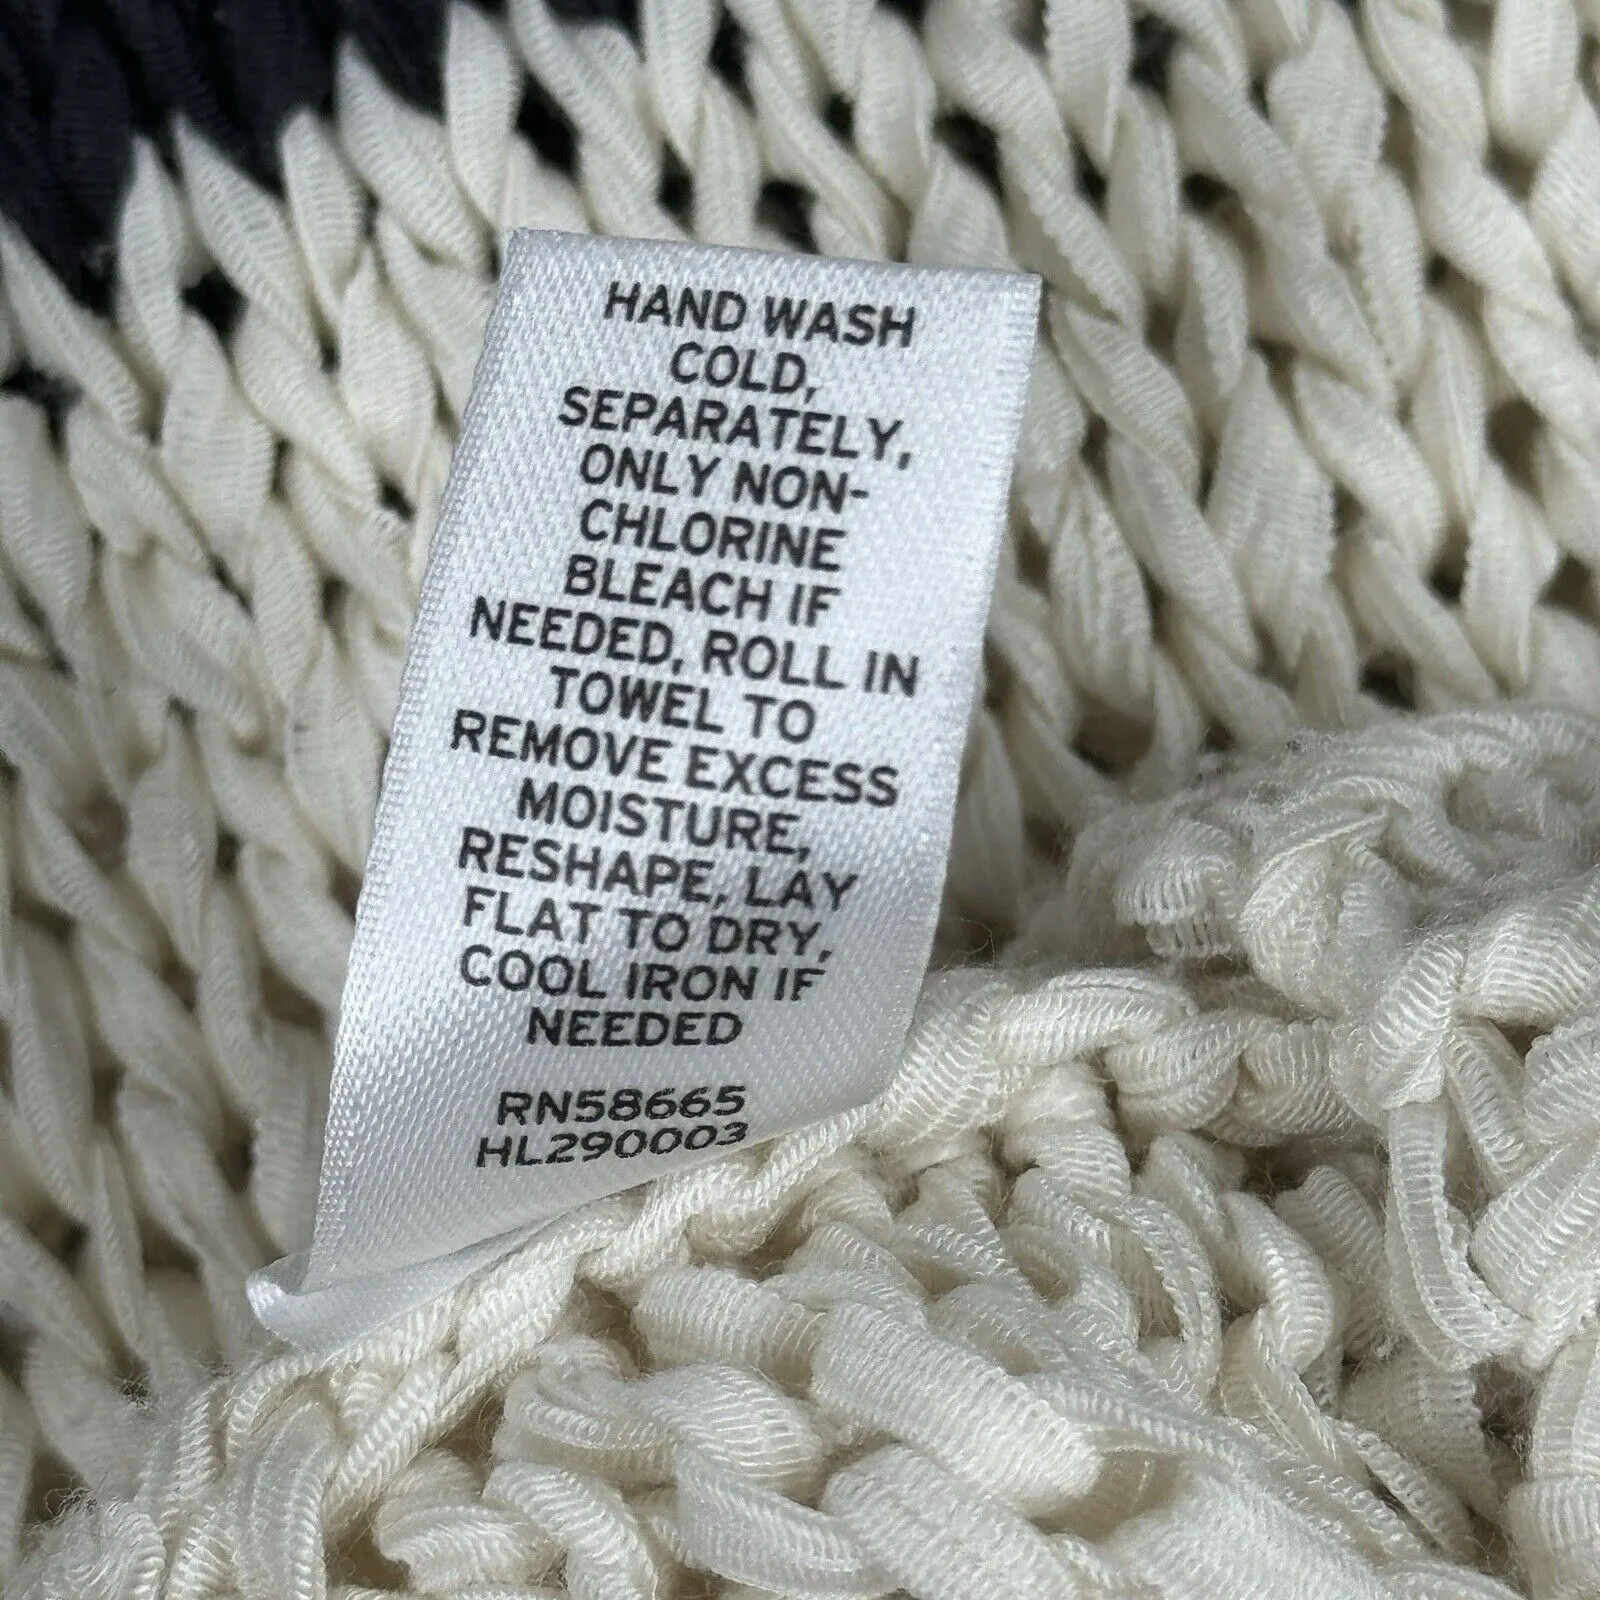 HAND WASH
COLD,
SEPARATELY,
ONLY NON-
CHLORINE
BLEACH IF
NEEDED, ROLL IN
TOWEL TO
REMOVE EXCESS
MOISTURE,
RESHAPE, LAY
FLAT TO DRY,
COOL IRON IF
NEEDED
RN58665
HL290003